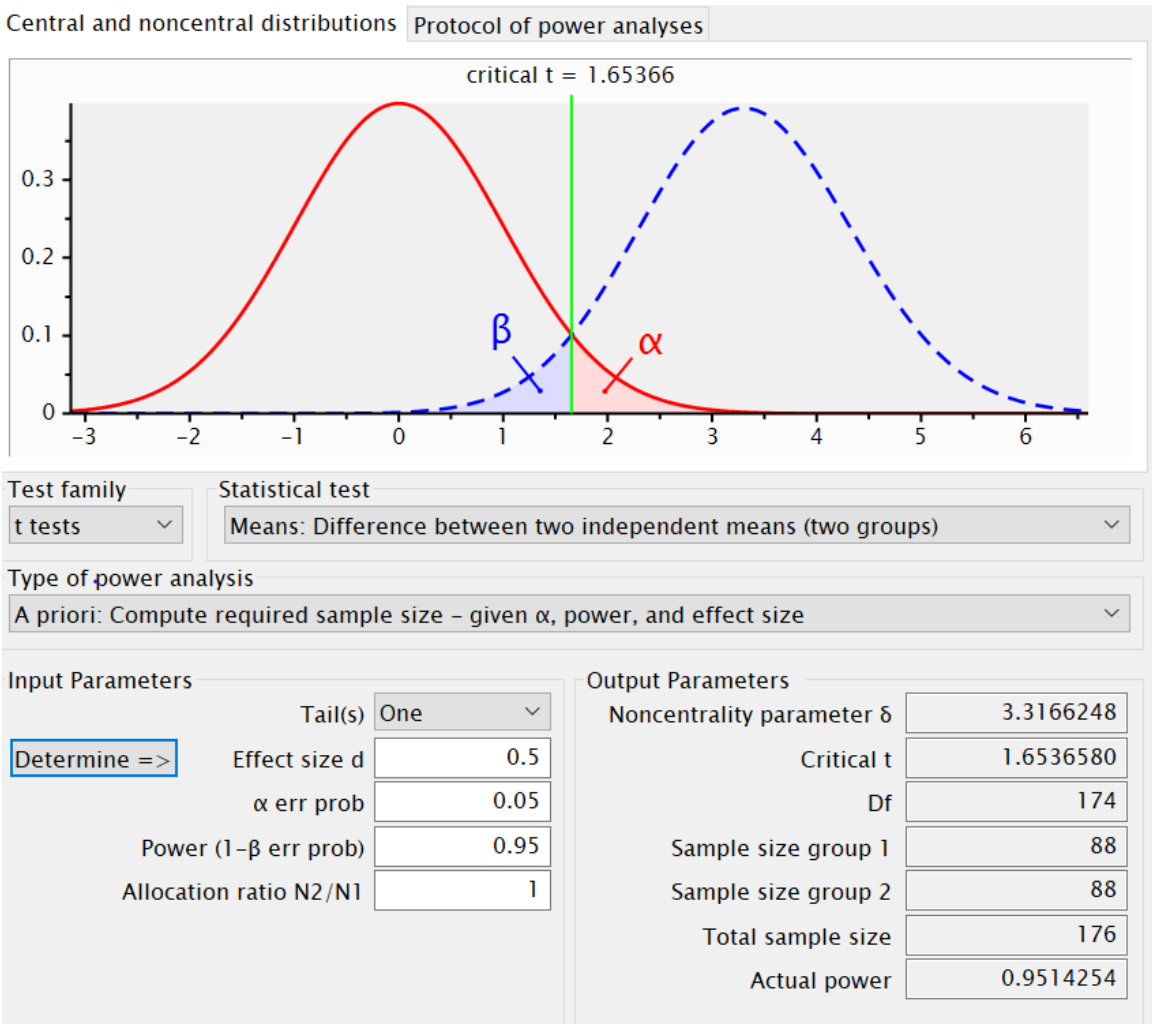 Central and noncentral distributions Protocol of power analyses
critical t = 1.65366
0.3
0.2
0.1
0
β α
-3 -2 -1 0 1 2 3 4 5 6
Test family Statistical test
t tests Means: Difference between two independent means (two groups)
Type of power analysis
A priori: Compute required sample size – given α, power, and effect size
Input Parameters Output Parameters
Tail(s) One Noncentrality parameter δ 3.3166248
Determine => Effect size d 0.5 Critical t 1.6536580
α err prob 0.05 Df 174
Power (1-β err prob) 0.95 Sample size group 1 88
Allocation ratio N2/N1 1 Sample size group 2 88
Total sample size 176
Actual power 0.9514254